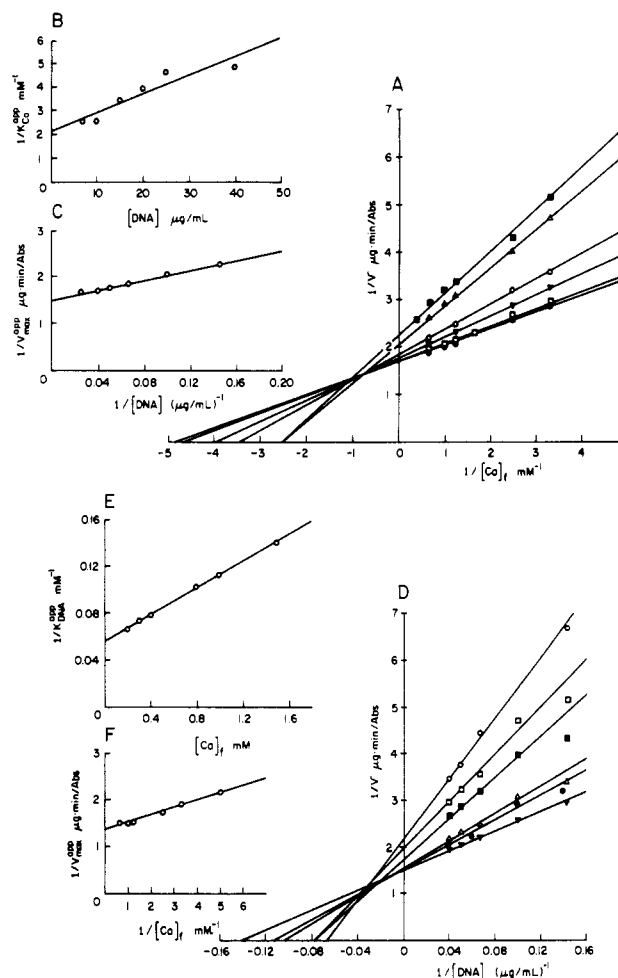 B
6
5
4
3
2
1
0
1/K^app_Ca mM^-1
10 20 30 40 50
[DNA] μg/mL
C
3
2
1
0
1/V^app_max μg·min/Abs
0.04 0.08 0.12 0.16 0.20
1/[DNA] (μg/mL)^-1
A
7
6
5
4
3
2
1
1/V μg·min/Abs
-5 -4 -3 -2 -1 0 1 2 3 4
1/[Ca]f mM^-1
E
0.16
0.12
0.08
0.04
0
1/K^app_DNA mM^-1
0.4 0.8 1.2 1.6
[Ca]f mM
F
3
2
1
0
1/V^app_max μg·min/Abs
1 2 3 4 5 6
1/[Ca]f mM^-1
D
7
6
5
4
3
2
1
1/V μg·min/Abs
-0.16 -0.12 -0.08 -0.04 0 0.04 0.08 0.12 0.16
1/[DNA] (μg/mL)^-1